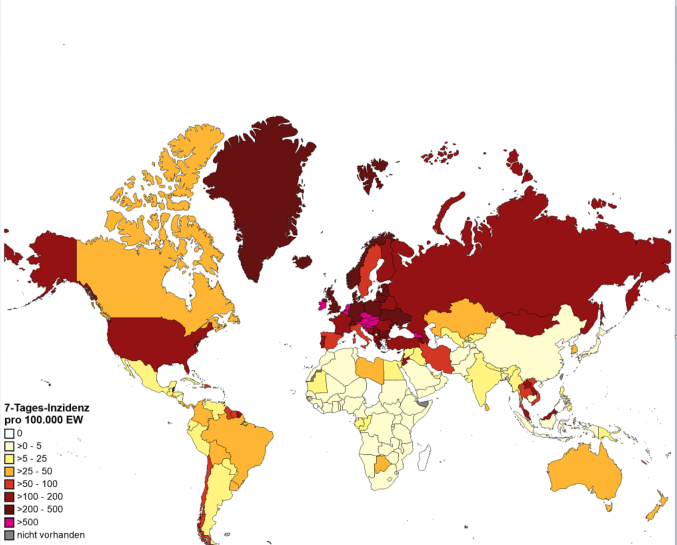 7-Tages-Inzidenz
pro 100.000 EW
0
>0 - 5
>5 - 25
>25 - 50
>50 - 100
>100 - 200
>200 - 500
>500
nicht vorhanden